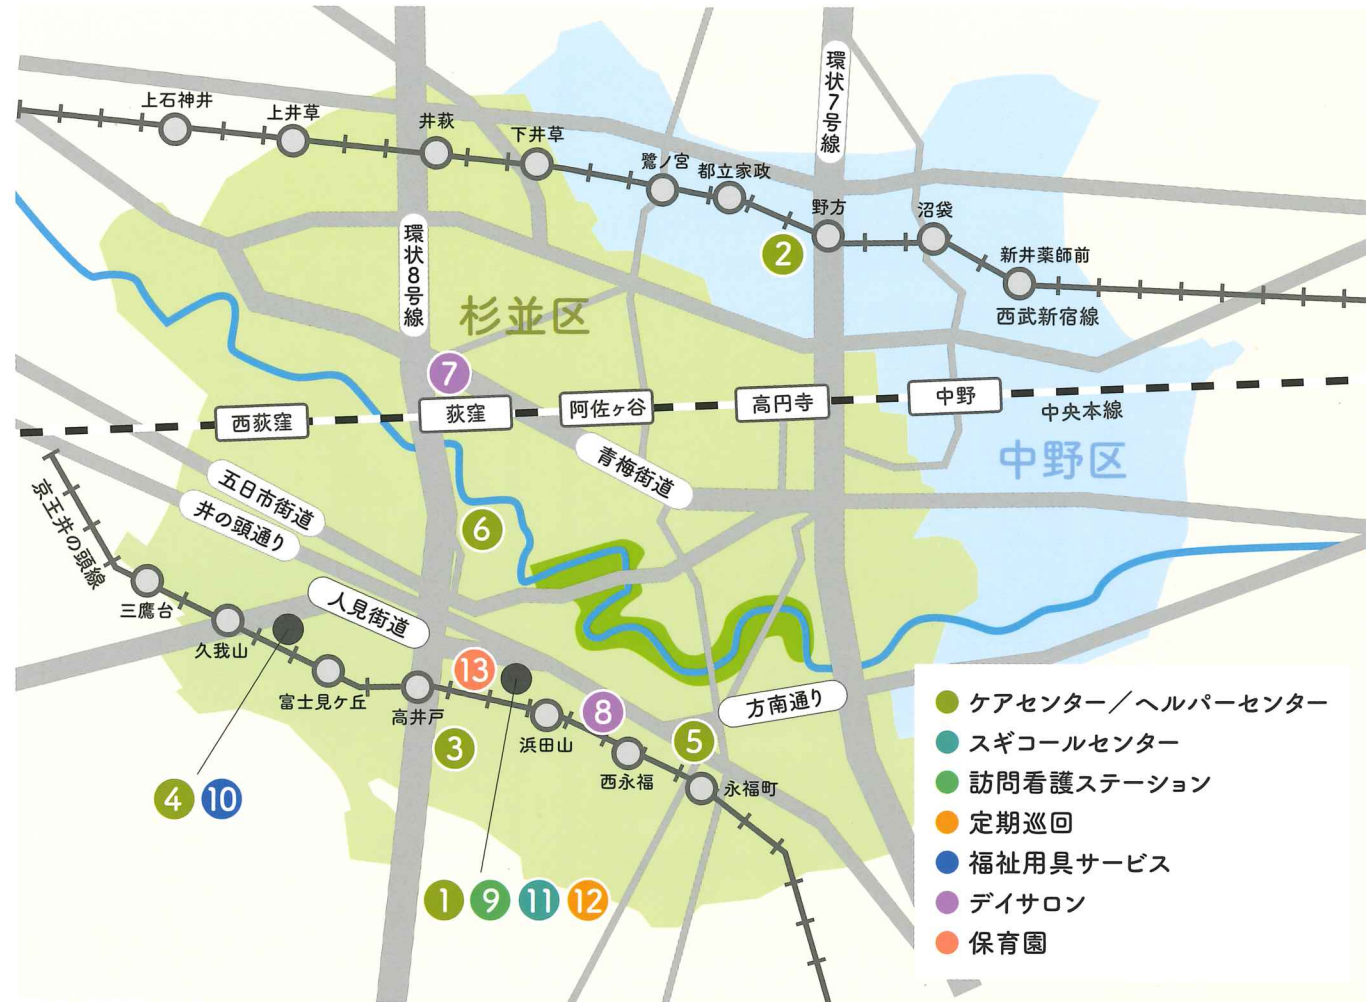 上石神井
上井草
井荻
下井草
鷺ノ宮
都立家政
野方
沼袋
新井薬師前
西武新宿線
環状7号線
環状8号線
杉並区
中野区
2
7
西荻窪
荻窪
阿佐ヶ谷
高円寺
中野
中央本線
青梅街道
五日市街道
井の頭通り
人見街道
方南通り
京王井の頭線
6
三鷹台
久我山
富士見ヶ丘
高井戸
浜田山
西永福
永福町
13
8
3
5
4 10
1 9 11 12
ケアセンター／ヘルパーセンター
スギコールセンター
訪問看護ステーション
定期巡回
福祉用具サービス
デイサロン
保育園